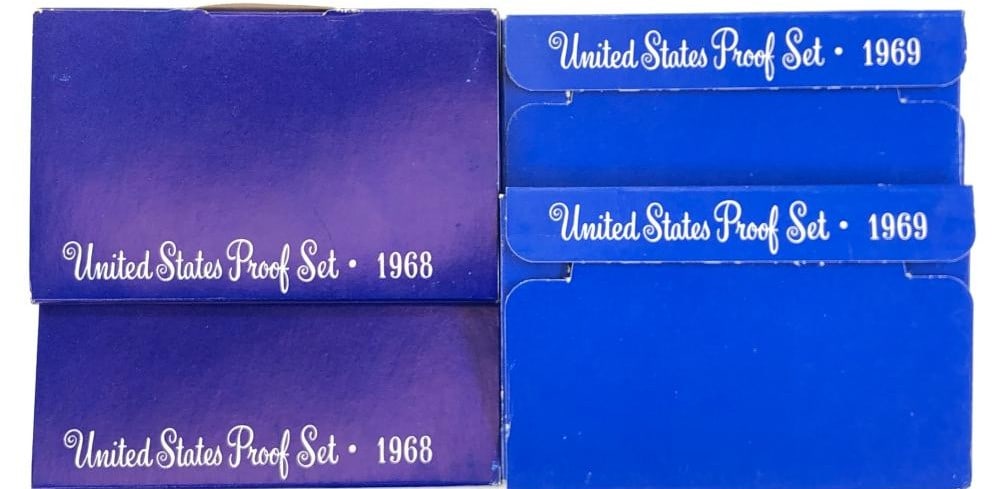 United States Proof Set • 1968
United States Proof Set • 1968
United States Proof Set • 1969
United States Proof Set • 1969